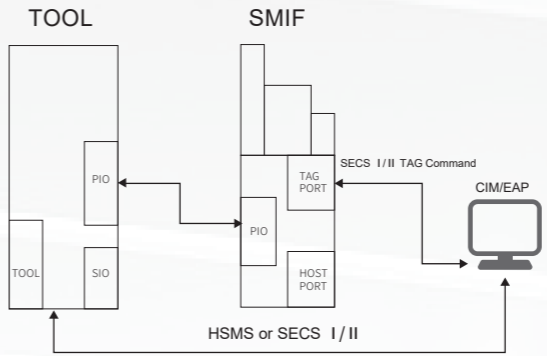 TOOL
SMIF
SECS Ⅰ/Ⅱ TAG Command
PIO
TAG
PORT
CIM/EAP
PIO
TOOL
SIO
HOST
PORT
HSMS or SECS Ⅰ/Ⅱ